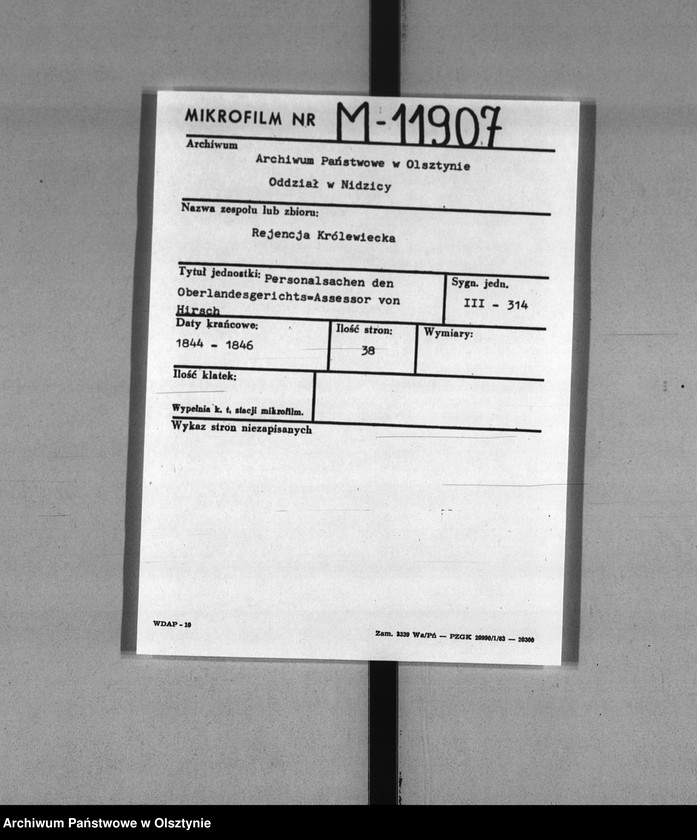 MIKROFILM NR M-11907
Archiwum
Archiwum Państwowe w Olsztynie
Oddział w Nidzicy
Nazwa zespołu lub zbioru:
Rejencja Królewiecka
Tytuł jednostki: Personalsachen den
Oberlandesgerichts=Assessor von
Hirsch
Sygn. jedn.
III - 314
Daty krańcowe:
1844 - 1846
Ilość stron:
38
Wymiary:
Ilość klatek:
Wypełnia k. t. stacji mikrofilm.
Wykaz stron niezapisanych
WDAP - 10
Zam. 3339 Wa/Pń — PZGK 20000/1/83 — 20300
Archiwum Państwowe w Olsztynie